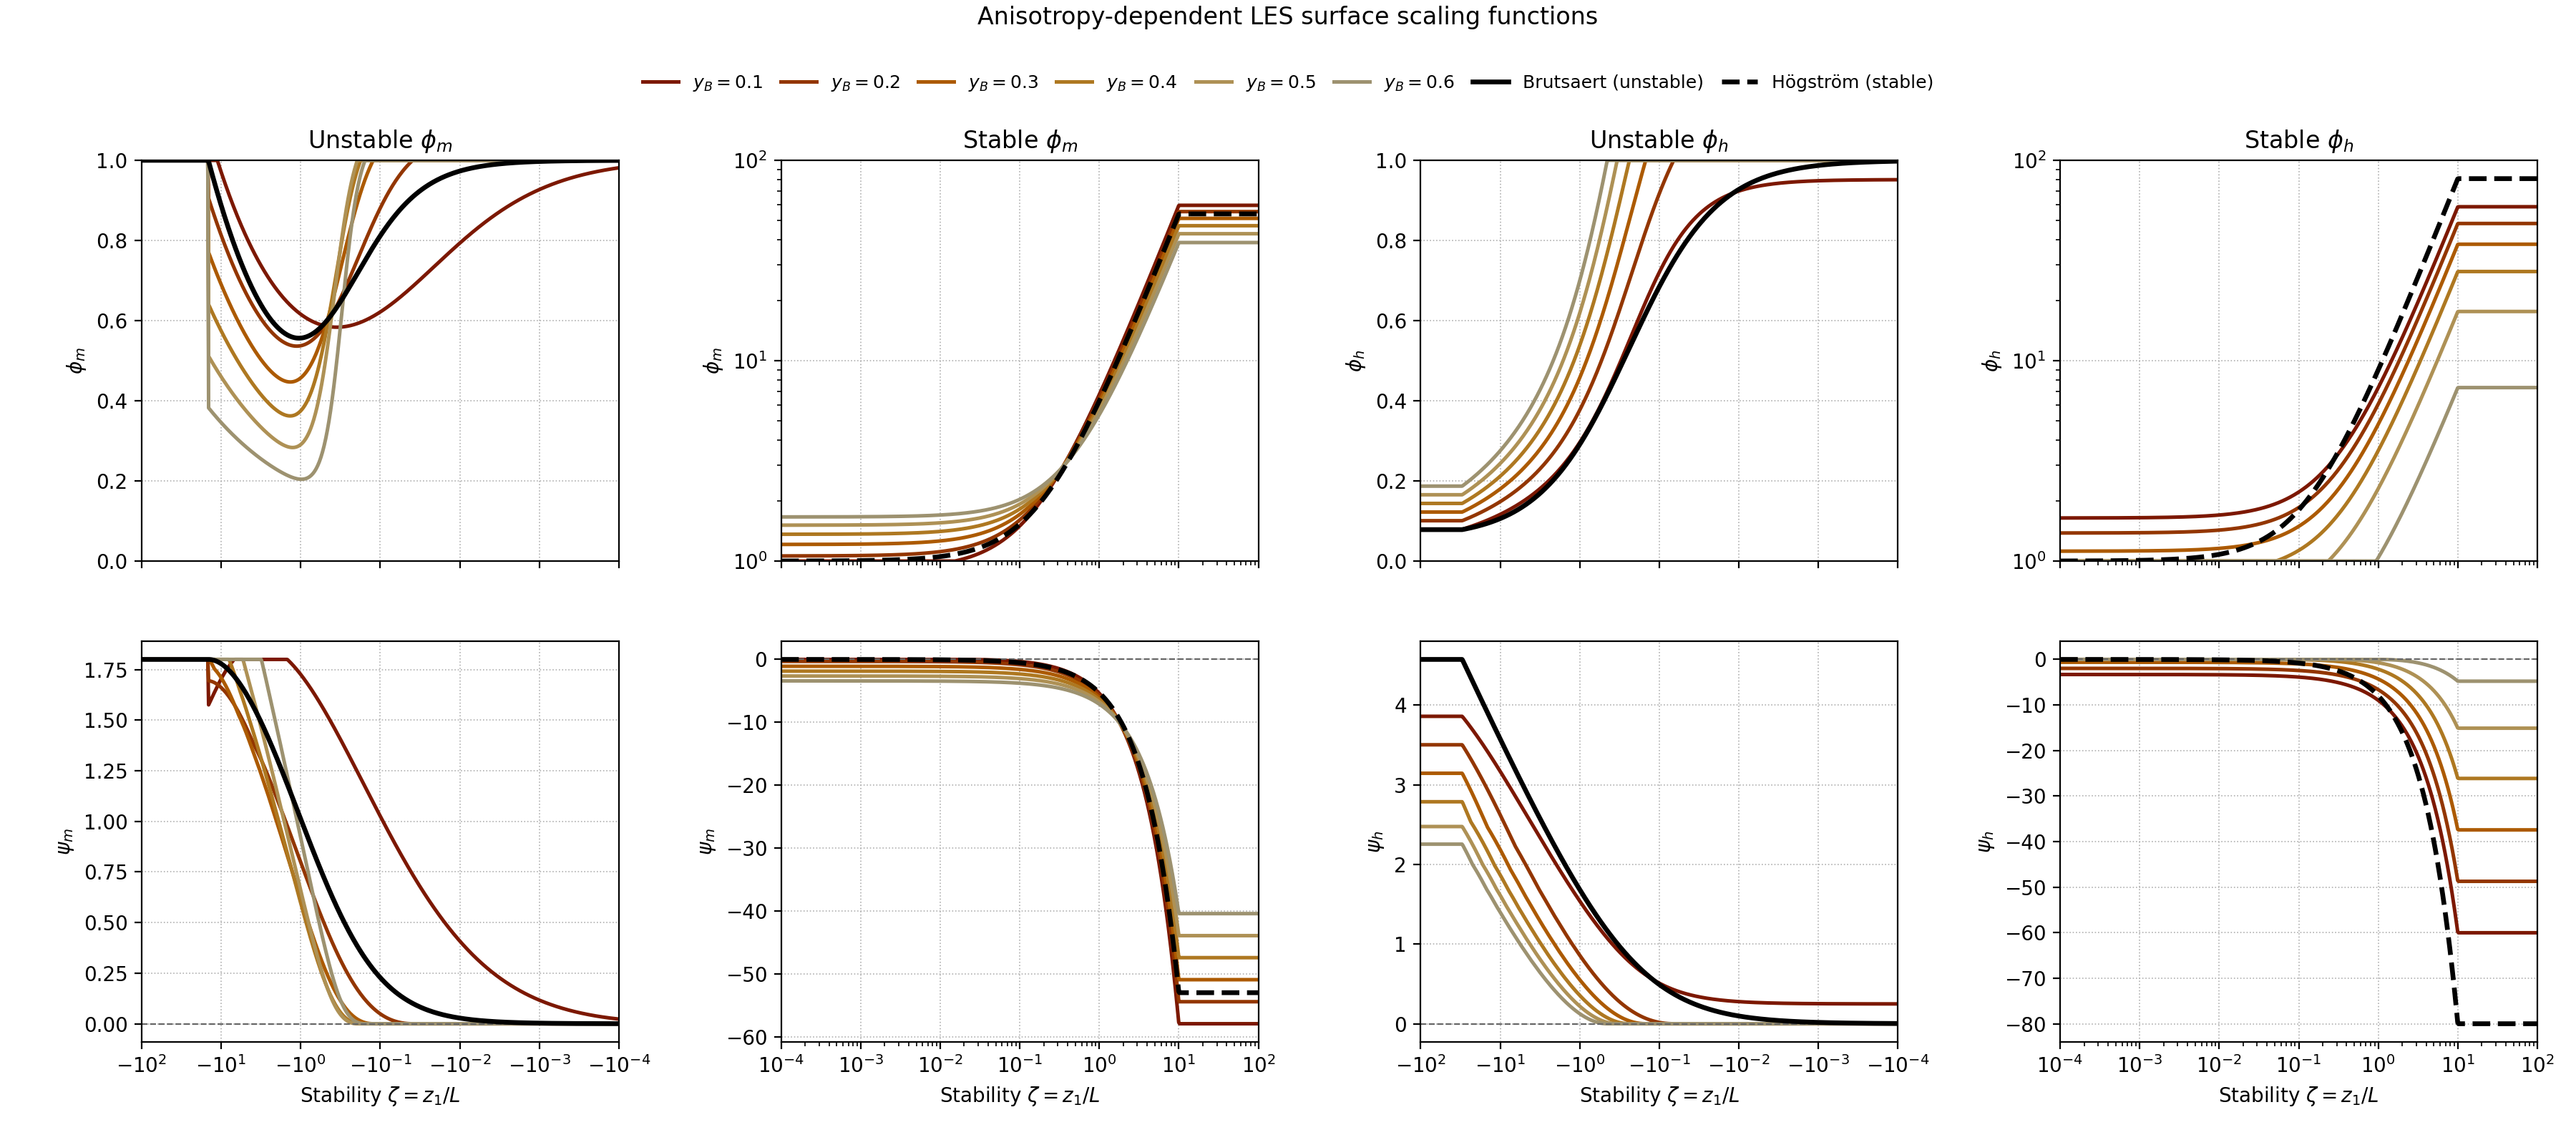 Anisotropy-dependent LES surface scaling functions
y_B = 0.1 y_B = 0.2 y_B = 0.3 y_B = 0.4 y_B = 0.5 y_B = 0.6 Brutsaert (unstable) Högström (stable)
Unstable ϕ_m
1.0
0.8
0.6
0.4
0.2
0.0
ϕ_m
Stable ϕ_m
10^2
10^1
10^0
ϕ_m
Unstable ϕ_h
1.0
0.8
0.6
0.4
0.2
0.0
ϕ_h
Stable ϕ_h
10^2
10^1
10^0
ϕ_h
1.75
1.50
1.25
1.00
0.75
0.50
0.25
0.00
ψ_m
−10^2 −10^1 −10^0 −10^−1 −10^−2 −10^−3 −10^−4
Stability ζ = z_1/L
0
−10
−20
−30
−40
−50
−60
ψ_m
10^−4 10^−3 10^−2 10^−1 10^0 10^1 10^2
Stability ζ = z_1/L
4
3
2
1
0
ψ_h
−10^2 −10^1 −10^0 −10^−1 −10^−2 −10^−3 −10^−4
Stability ζ = z_1/L
0
−10
−20
−30
−40
−50
−60
−70
−80
ψ_h
10^−4 10^−3 10^−2 10^−1 10^0 10^1 10^2
Stability ζ = z_1/L